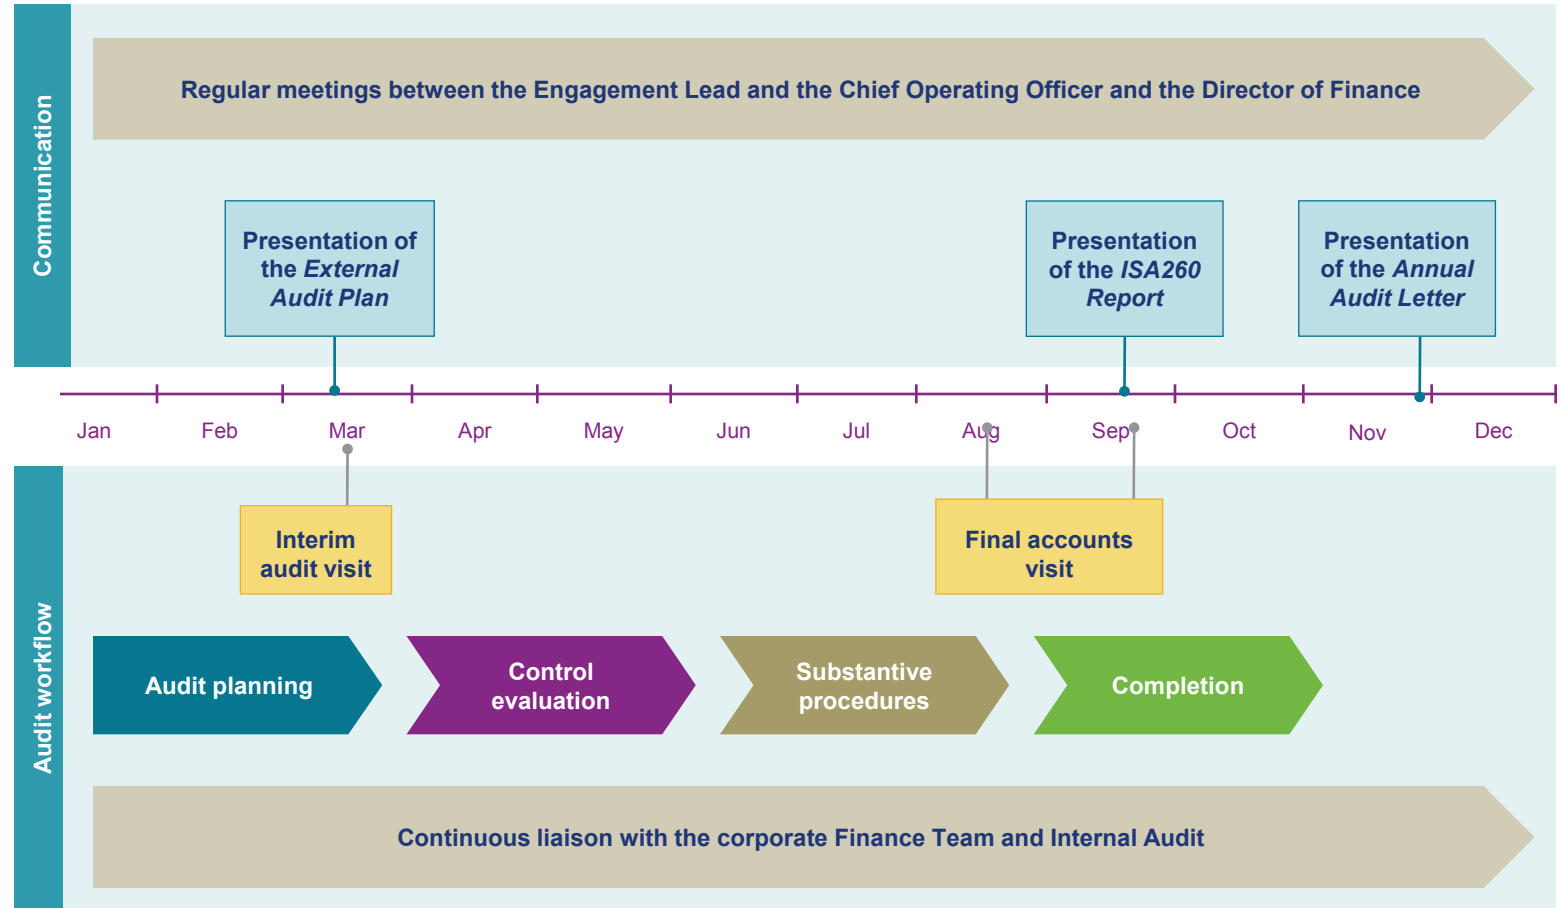 Communication
Regular meetings between the Engagement Lead and the Chief Operating Officer and the Director of Finance
Presentation of
the External
Audit Plan
Presentation
of the ISA260
Report
Presentation
of the Annual
Audit Letter
Jan Feb Mar Apr May Jun Jul Aug Sep Oct Nov Dec
Audit workflow
Interim
audit visit
Final accounts
visit
Audit planning
Control
evaluation
Substantive
procedures
Completion
Continuous liaison with the corporate Finance Team and Internal Audit